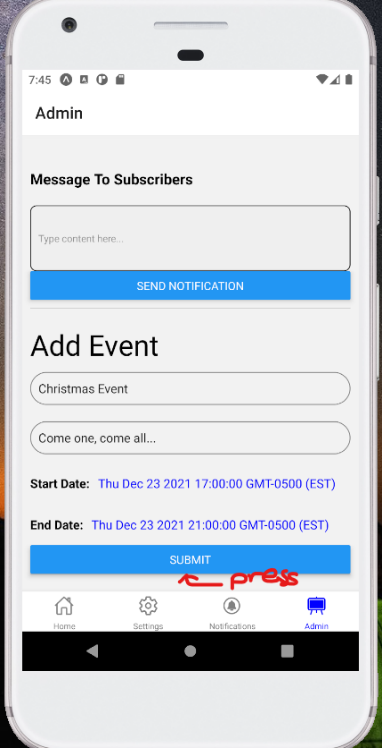 7:45
Admin
Message To Subscribers
Type content here...
SEND NOTIFICATION
Add Event
Christmas Event
Come one, come all...
Start Date: Thu Dec 23 2021 17:00:00 GMT-0500 (EST)
End Date: Thu Dec 23 2021 21:00:00 GMT-0500 (EST)
SUBMIT
press
Home Settings Notifications Admin